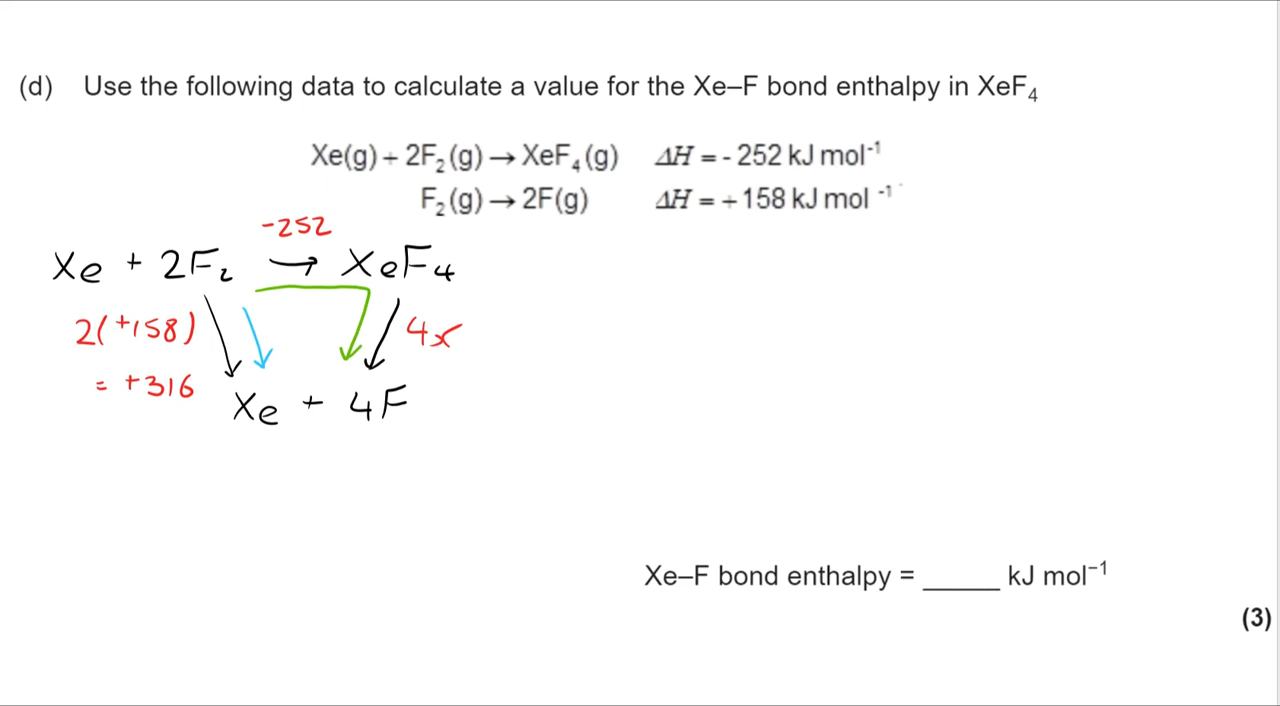 (d) Use the following data to calculate a value for the Xe–F bond enthalpy in XeF₄
Xe(g) + 2F₂(g) → XeF₄(g) ΔH = - 252 kJ mol⁻¹
F₂(g) → 2F(g) ΔH = + 158 kJ mol ⁻¹
-252
Xe + 2F₂ → XeF₄
2(+158) 4x
= +316
Xe + 4F
Xe–F bond enthalpy = _____ kJ mol⁻¹
(3)